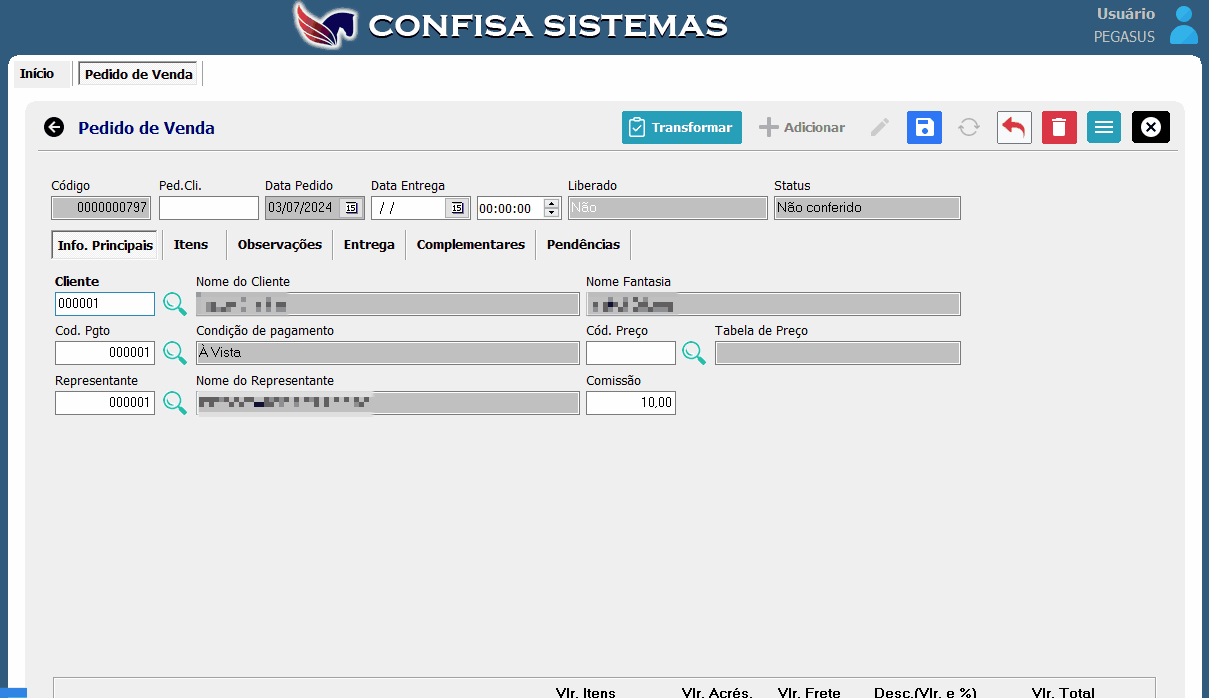 CONFISA SISTEMAS
Usuário
PEGASUS
Início
Pedido de Venda
Pedido de Venda
Transformar
Adicionar
Código
Ped.Cli.
Data Pedido
Data Entrega
Liberado
Status
0000000797
03/07/2024
15
/ /
15
00:00:00
Não
Não conferido
Info. Principais
Itens
Observações
Entrega
Complementares
Pendências
Cliente
Nome do Cliente
Nome Fantasia
000001
Cod. Pgto
Condição de pagamento
Cód. Preço
Tabela de Preço
000001
À Vista
Representante
Nome do Representante
Comissão
000001
10,00
Vlr. Itens
Vlr. Acrés.
Vlr. Frete
Desc.(Vlr. e %)
Vlr. Total